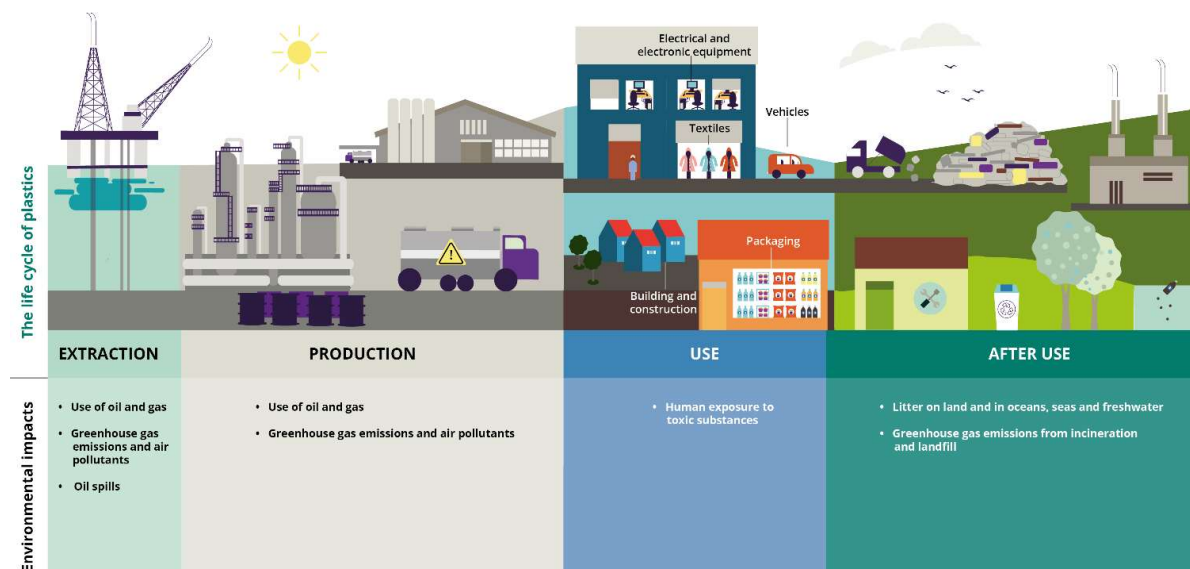 The life cycle of plastics
Electrical and
electronic equipment
Textiles
Vehicles
Building and
construction
Packaging
EXTRACTION
PRODUCTION
USE
AFTER USE
Environmental impacts
• Use of oil and gas
• Greenhouse gas
emissions and air
pollutants
• Oil spills
• Use of oil and gas
• Greenhouse gas emissions and air pollutants
• Human exposure to
toxic substances
• Litter on land and in oceans, seas and freshwater
• Greenhouse gas emissions from incineration
and landfill